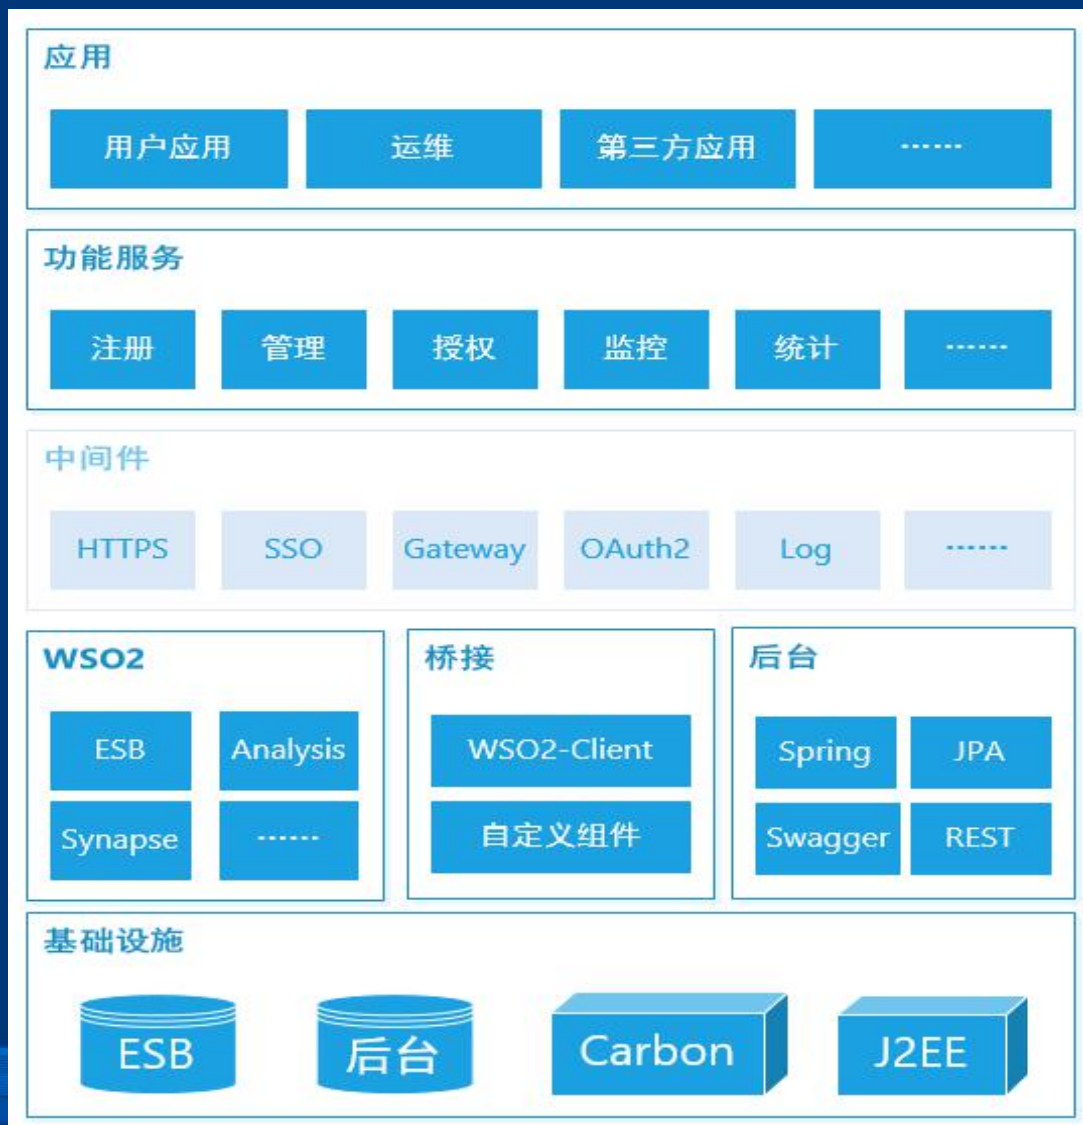 应用
用户应用 运维 第三方应用 ······
功能服务
注册 管理 授权 监控 统计 ······
中间件
HTTPS SSO Gateway OAuth2 Log ······
WSO2
ESB Analysis
Synapse ······
桥接
WSO2-Client
自定义组件
后台
Spring JPA
Swagger REST
基础设施
ESB 后台 Carbon J2EE